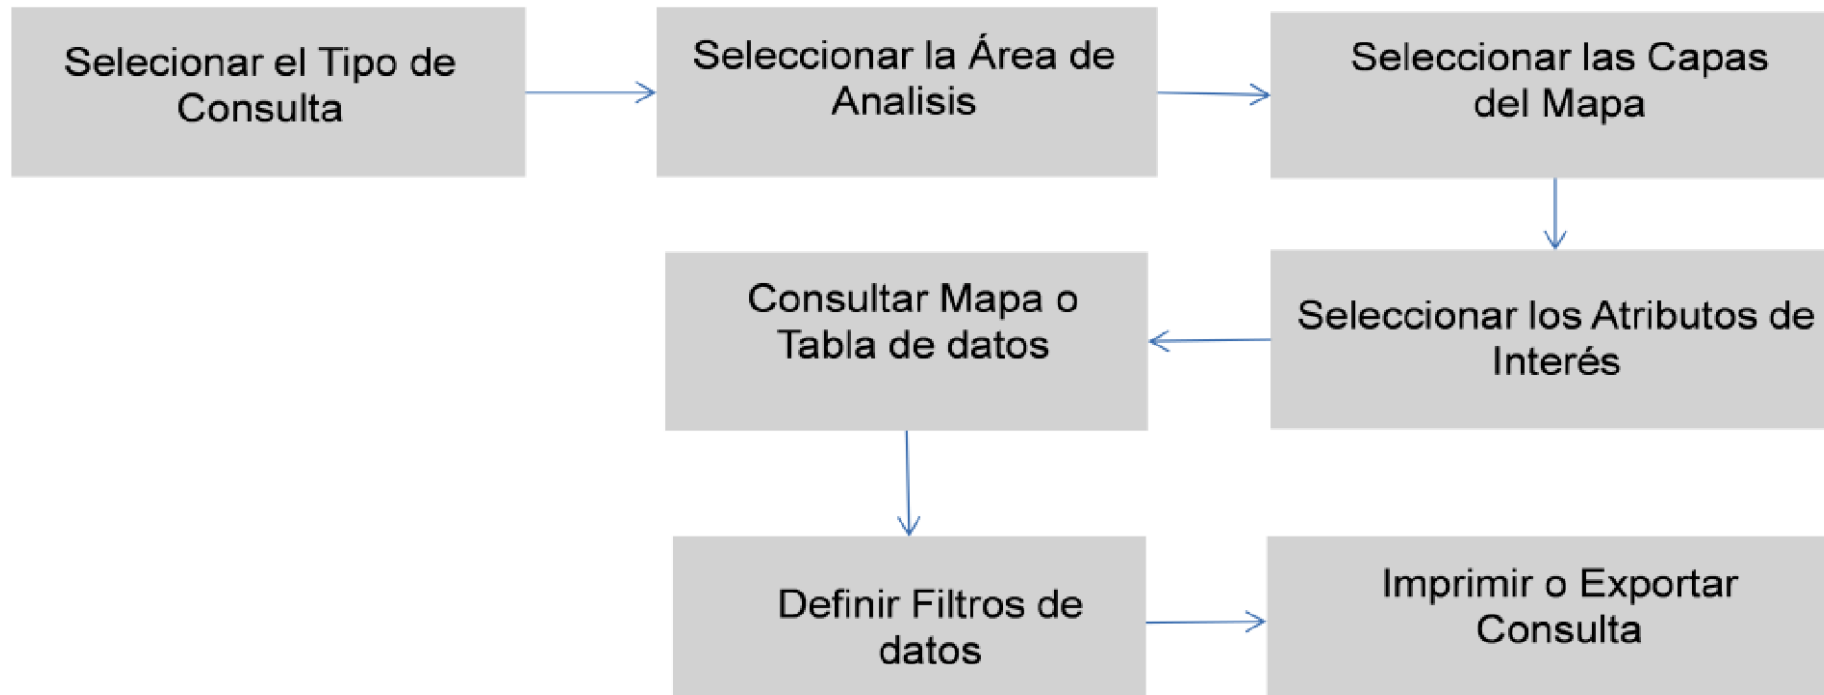 Selecionar el Tipo de
Consulta
Seleccionar la Área de
Analisis
Seleccionar las Capas
del Mapa
Seleccionar los Atributos de
Interés
Consultar Mapa o
Tabla de datos
Definir Filtros de
datos
Imprimir o Exportar
Consulta